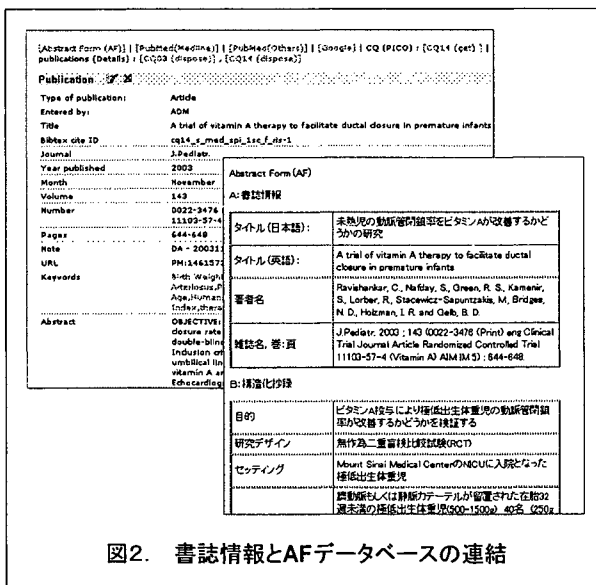 [Abstract Form (AF)] | [PubMed(Medline)] | [PubMed(Others)] | [Google] | CQ (PICO) : [CQ14 (cat) ] |
publications (Details) : [CQ03 (dispose)] , [CQ14 (dispose)]
Publication
Type of publication: Article
Entered by: ADM
Title A trial of vitamin A therapy to facilitate ductal closure in premature infants
Bibtex cite ID cq14_s_med_spi_1sc_f_ris-1
Journal J.Pediatr.
Year published 2003
Month November
Volume 143
Number 0022-3476
11103-57-4
Pages 644-648
Note DA - 200311
URL PM:1461572
Keywords Birth Weight
Arteriosus,P
Age,Human
Index,thera
Abstract OBJECTIVE:
closure rate
double-blin
Inclusion cri
umbilical lin
vitamin A ar
Echocardiog
Abstract Form (AF)
A:書誌情報
タイトル(日本語): 未熟児の動脈管閉鎖率をビタミンAが改善するかど
うかの研究
タイトル(英語): A trial of vitamin A therapy to facilitate ductal
closure in premature infants
著者名 Ravishankar, C., Nafday, S., Green, R. S., Kamenir,
S., Lorber, R., Stacewicz-Sapuntzakis, M., Bridges,
N. D., Holzman, I. R. and Gelb, B. D.
雑誌名, 巻:頁 J.Pediatr. 2003 ; 143 (0022-3476 (Print) eng Clinical
Trial Journal Article Randomized Controlled Trial
11103-57-4 (Vitamin A) AIM IM 5) : 644-648.
B:構造化抄録
目的 ビタミンA投与により極低出生体重児の動脈管閉鎖
率が改善するかどうかを検証する
研究デザイン 無作為二重盲検比較試験(RCT)
セッティング Mount Sinai Medical CenterのNICUに入院となった
極低出生体重児
臍動脈もしくは静脈カテーテルが留置された在胎32
週未満の極低出生体重児(500-1500g) 40名 (250g
図2. 書誌情報とAFデータベースの連結